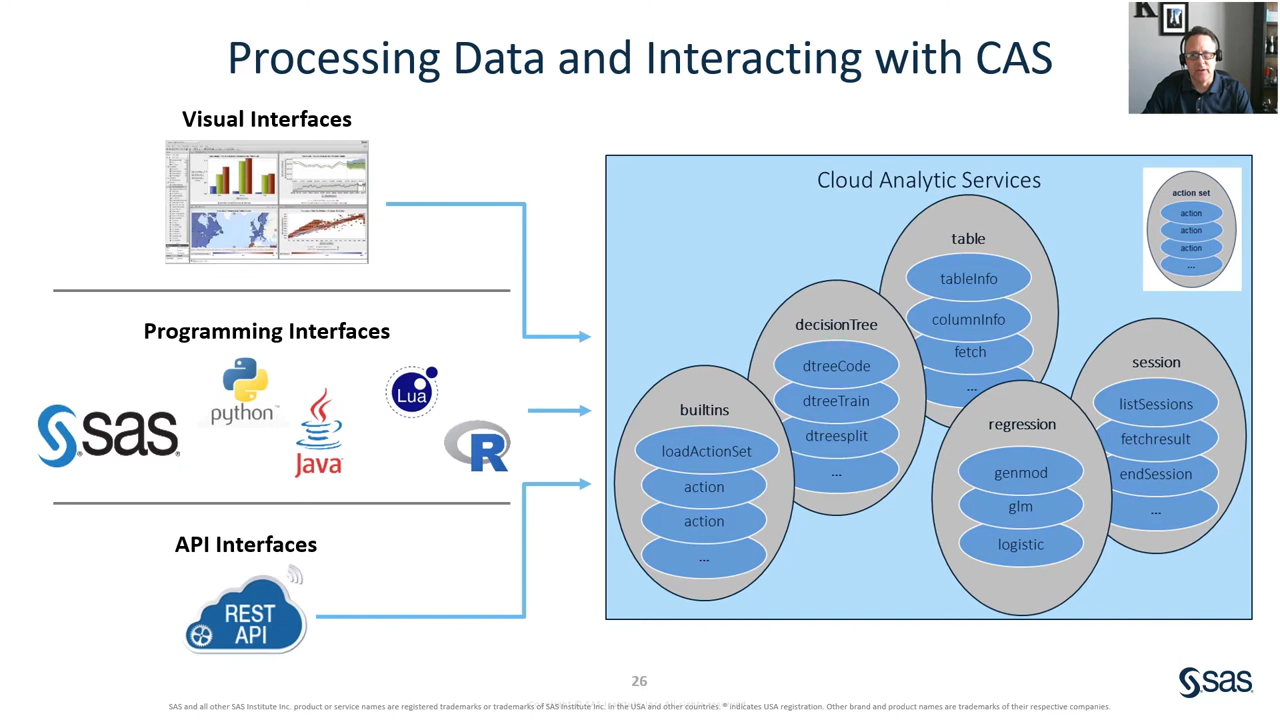 Processing Data and Interacting with CAS
Visual Interfaces
Programming Interfaces
python
Lua
sas
Java
R
API Interfaces
REST
API
Cloud Analytic Services
action set
action
action
action
...
table
tableInfo
columnInfo
fetch
...
decisionTree
dtreeCode
dtreeTrain
dtreesplit
...
session
listSessions
fetchresult
endSession
...
builtins
loadActionSet
action
action
...
regression
genmod
glm
logistic
26
sas
SAS and all other SAS Institute Inc. product or service names are registered trademarks or trademarks of SAS Institute Inc. in the USA and other countries. ® indicates USA registration. Other brand and product names are trademarks of their respective companies.